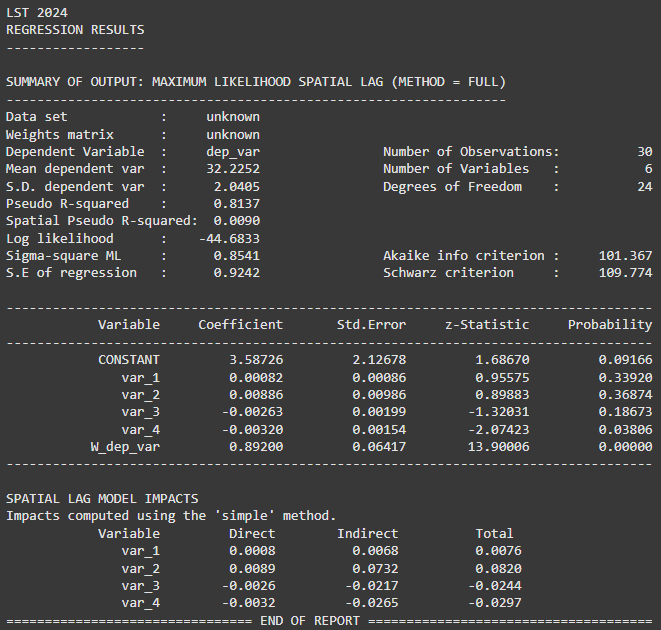 LST 2024
REGRESSION RESULTS
------------------
SUMMARY OF OUTPUT: MAXIMUM LIKELIHOOD SPATIAL LAG (METHOD = FULL)
-----------------------------------------------------------------
Data set            :     unknown
Weights matrix      :     unknown
Dependent Variable  :     dep_var                Number of Observations:          30
Mean dependent var  :     32.2252                Number of Variables   :           6
S.D. dependent var  :      2.0405                Degrees of Freedom    :          24
Pseudo R-squared    :      0.8137
Spatial Pseudo R-squared:  0.0090
Log likelihood      :    -44.6833
Sigma-square ML     :      0.8541                Akaike info criterion :     101.367
S.E of regression   :      0.9242                Schwarz criterion     :     109.774
------------------------------------------------------------------------------------
            Variable     Coefficient       Std.Error     z-Statistic     Probability
------------------------------------------------------------------------------------
            CONSTANT         3.58726         2.12678         1.68670         0.09166
               var_1         0.00082         0.00086         0.95575         0.33920
               var_2         0.00886         0.00986         0.89883         0.36874
               var_3        -0.00263         0.00199        -1.32031         0.18673
               var_4        -0.00320         0.00154        -2.07423         0.03806
           W_dep_var         0.89200         0.06417        13.90006         0.00000
------------------------------------------------------------------------------------
SPATIAL LAG MODEL IMPACTS
Impacts computed using the 'simple' method.
            Variable         Direct        Indirect          Total
               var_1         0.0008          0.0068          0.0076
               var_2         0.0089          0.0732          0.0820
               var_3        -0.0026         -0.0217         -0.0244
               var_4        -0.0032         -0.0265         -0.0297
================================ END OF REPORT =====================================